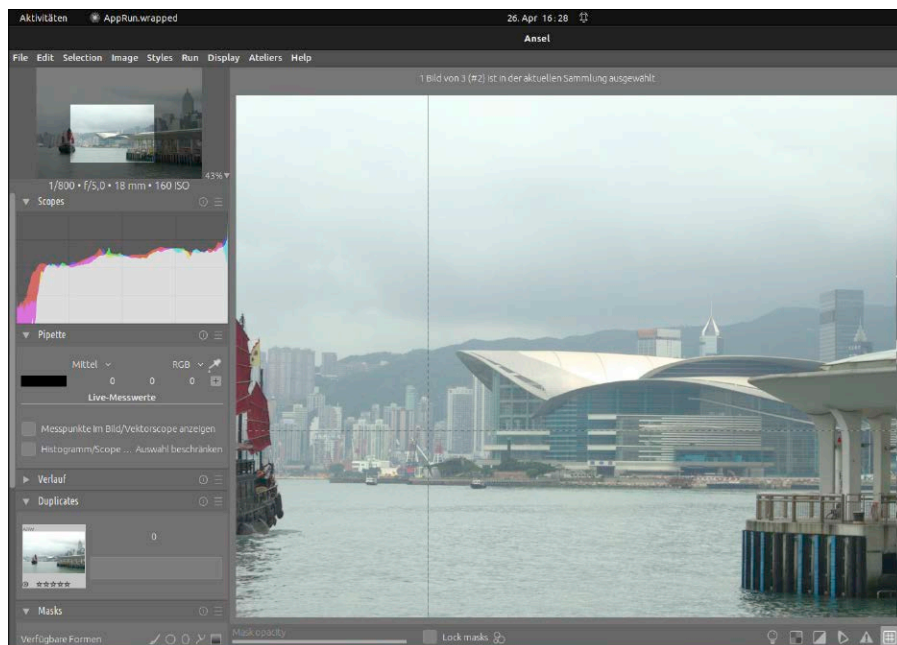 Aktivitäten AppRun.wrapped 26. Apr 16:28
Ansel
File Edit Selection Image Styles Run Display Ateliers Help
1 Bild von 3 (#2) ist in der aktuellen Sammlung ausgewählt
43%
1/800 • f/5,0 • 18 mm • 160 ISO
Scopes
Pipette
Mittel RGB
0 0 0
Live-Messwerte
Messpunkte im Bild/Vektorscope anzeigen
Histogramm/Scope ... Auswahl beschränken
Verlauf
Duplicates
0
Masks
Verfügbare Formen
Mask opacity Lock masks